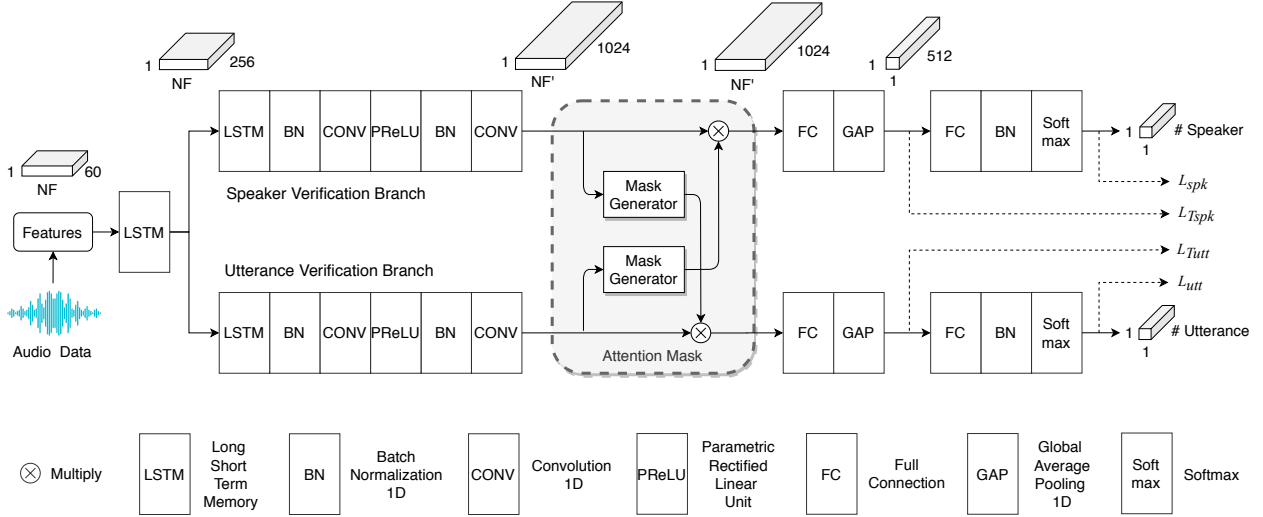 1
NF
256
1
NF'
1024
1
NF'
1024
1
1
512
LSTM
BN
CONV
PReLU
BN
CONV
FC
GAP
FC
BN
Soft
max
1
1
# Speaker
Speaker Verification Branch
1
NF
60
Features
LSTM
Mask
Generator
Mask
Generator
Attention Mask
L_spk
L_Tspk
L_Tutt
L_utt
Utterance Verification Branch
Audio Data
LSTM
BN
CONV
PReLU
BN
CONV
FC
GAP
FC
BN
Soft
max
1
1
# Utterance
Multiply
LSTM
Long
Short
Term
Memory
BN
Batch
Normalization
1D
CONV
Convolution
1D
PReLU
Parametric
Rectified
Linear
Unit
FC
Full
Connection
GAP
Global
Average
Pooling
1D
Soft
max
Softmax